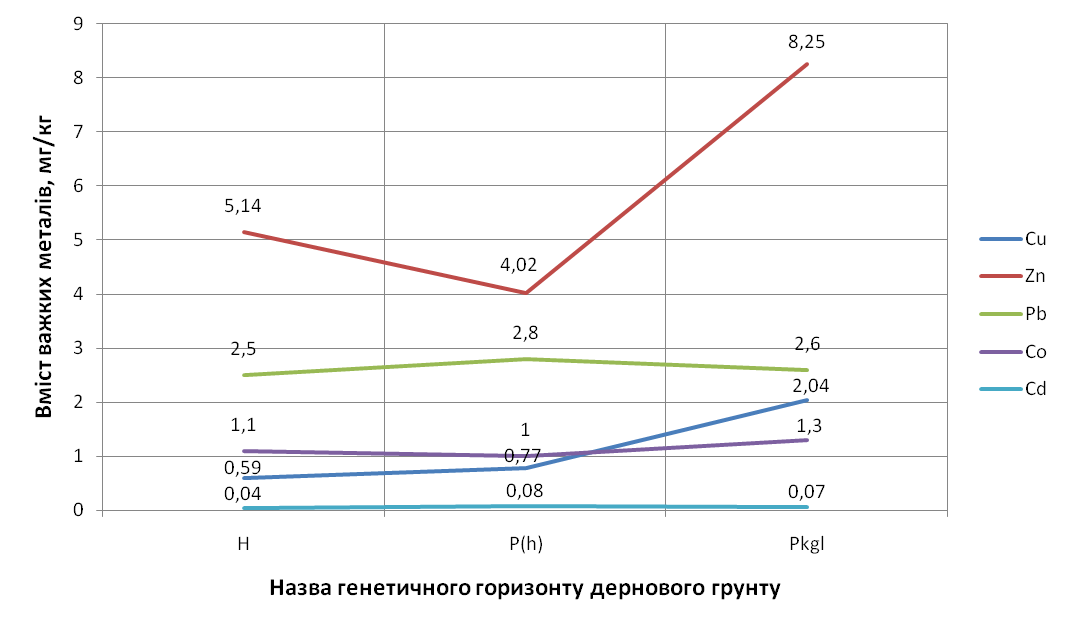 Вміст важких металів, мг/кг
9
8
7
6
5
4
3
2
1
0
8,25
5,14
4,02
2,8
2,5
2,6
2,04
1,1
1
1,3
0,59
0,77
0,04
0,08
0,07
H
P(h)
Pkgl
Назва генетичного горизонту дернового грунту
Cu
Zn
Pb
Co
Cd